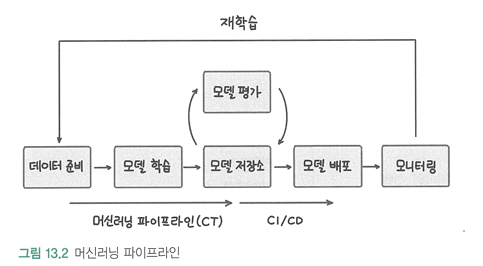 재학습
모델 평가
데이터 준비
모델 학습
모델 저장소
모델 배포
모니터링
머신러닝 파이프라인(CT)
CI/CD
그림 13.2 머신러닝 파이프라인